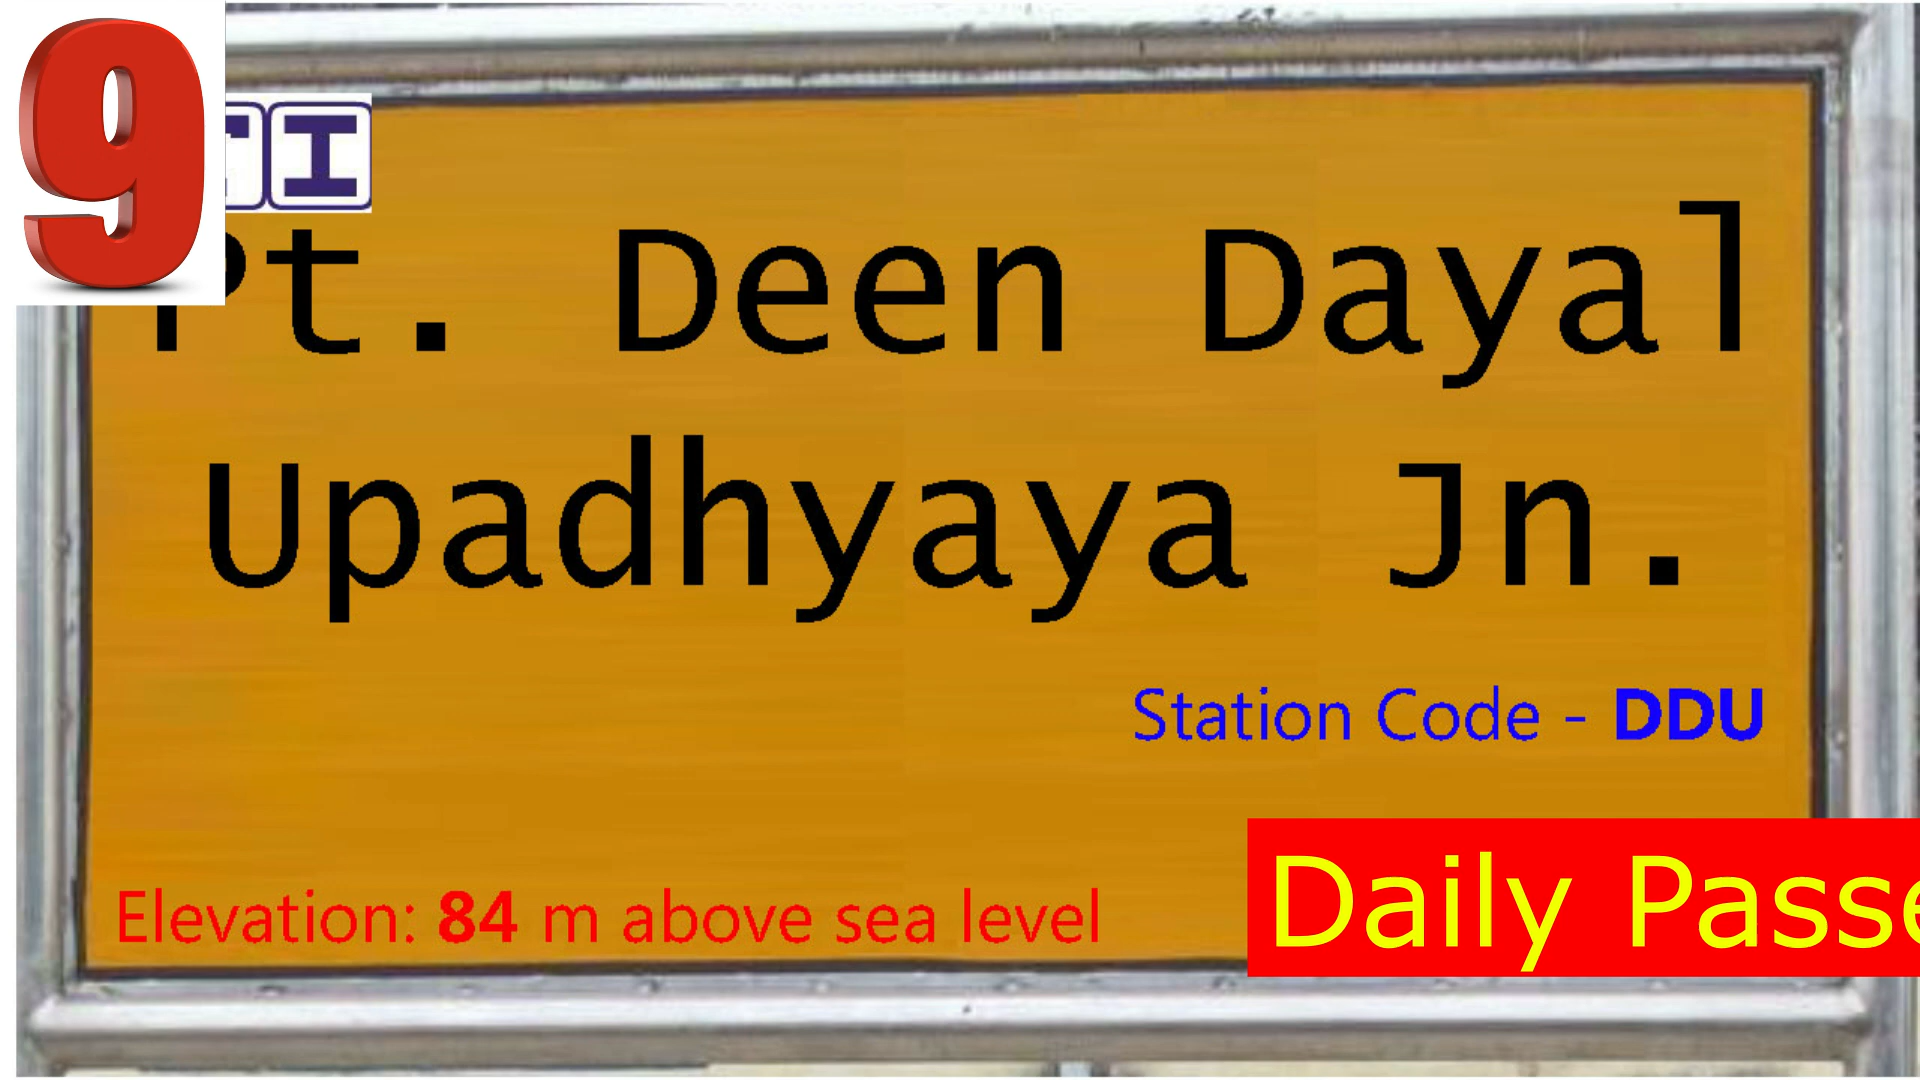 9
I
Pt. Deen Dayal
Upadhyaya Jn.
Station Code - DDU
Elevation: 84 m above sea level
Daily Passe